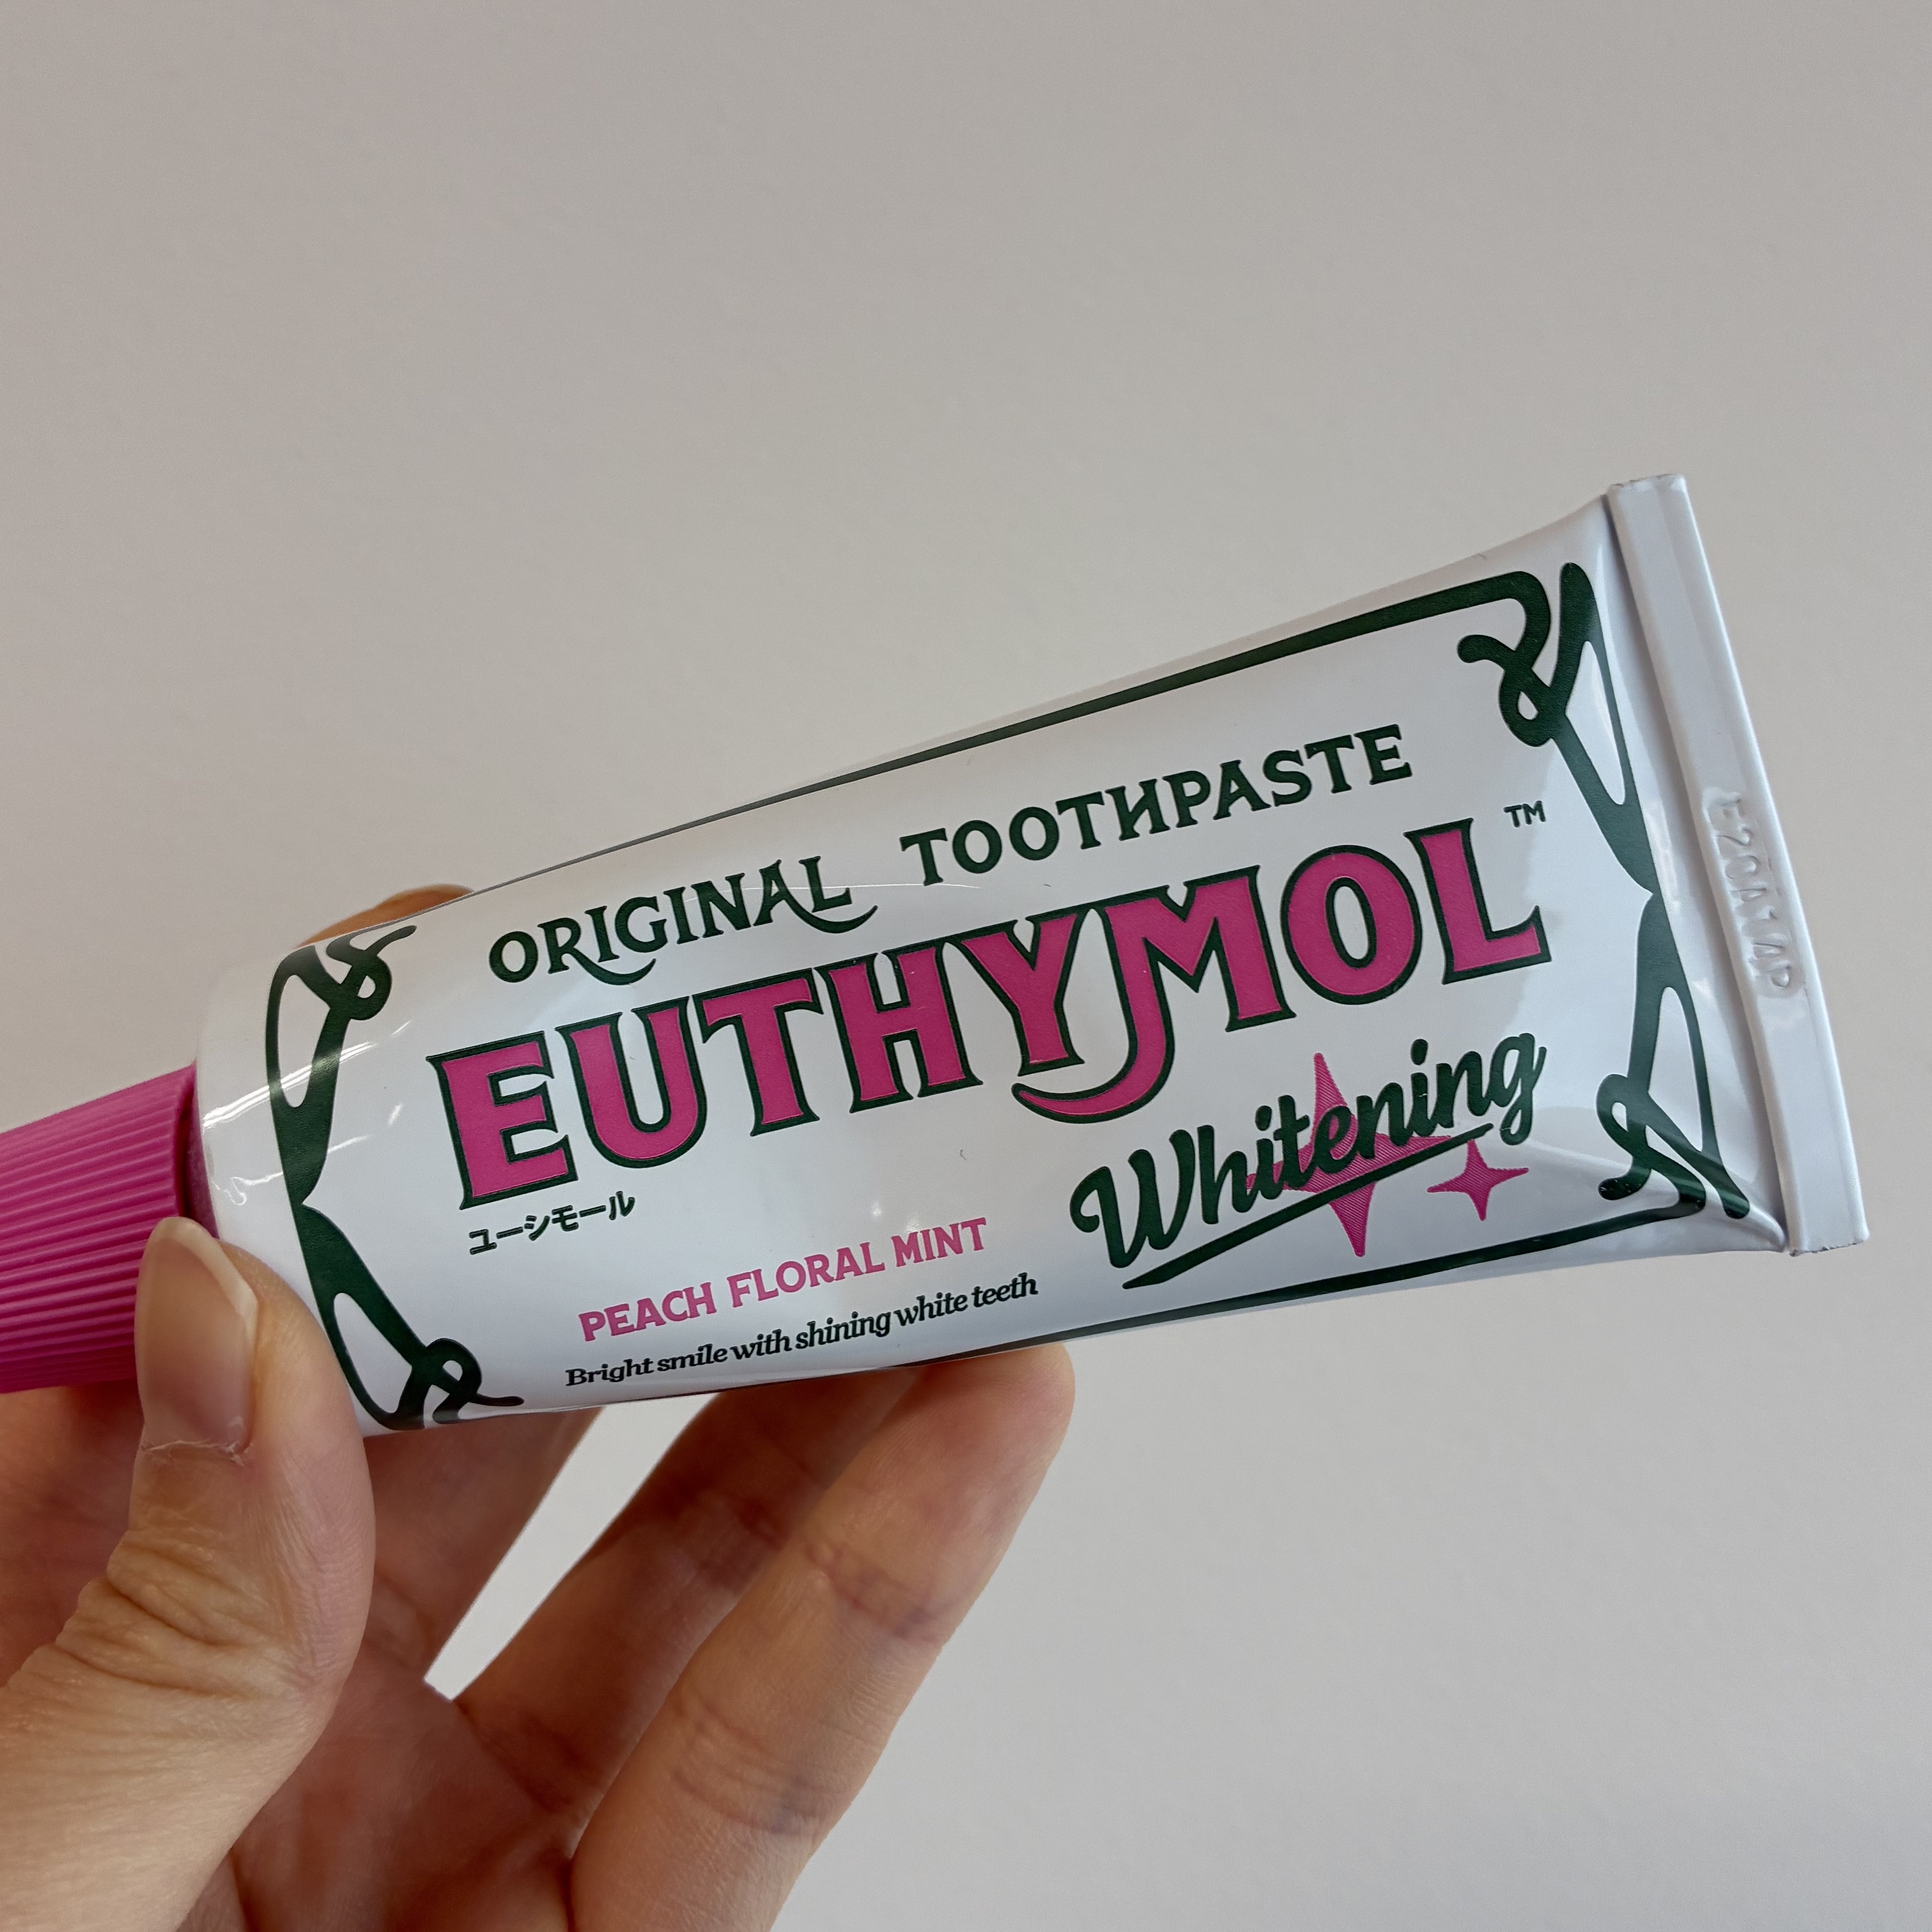 ORIGINAL TOOTHPASTE
EUTHYMOL™
ユーシモール
Whitening
PEACH FLORAL MINT
Bright smile with shining white teeth